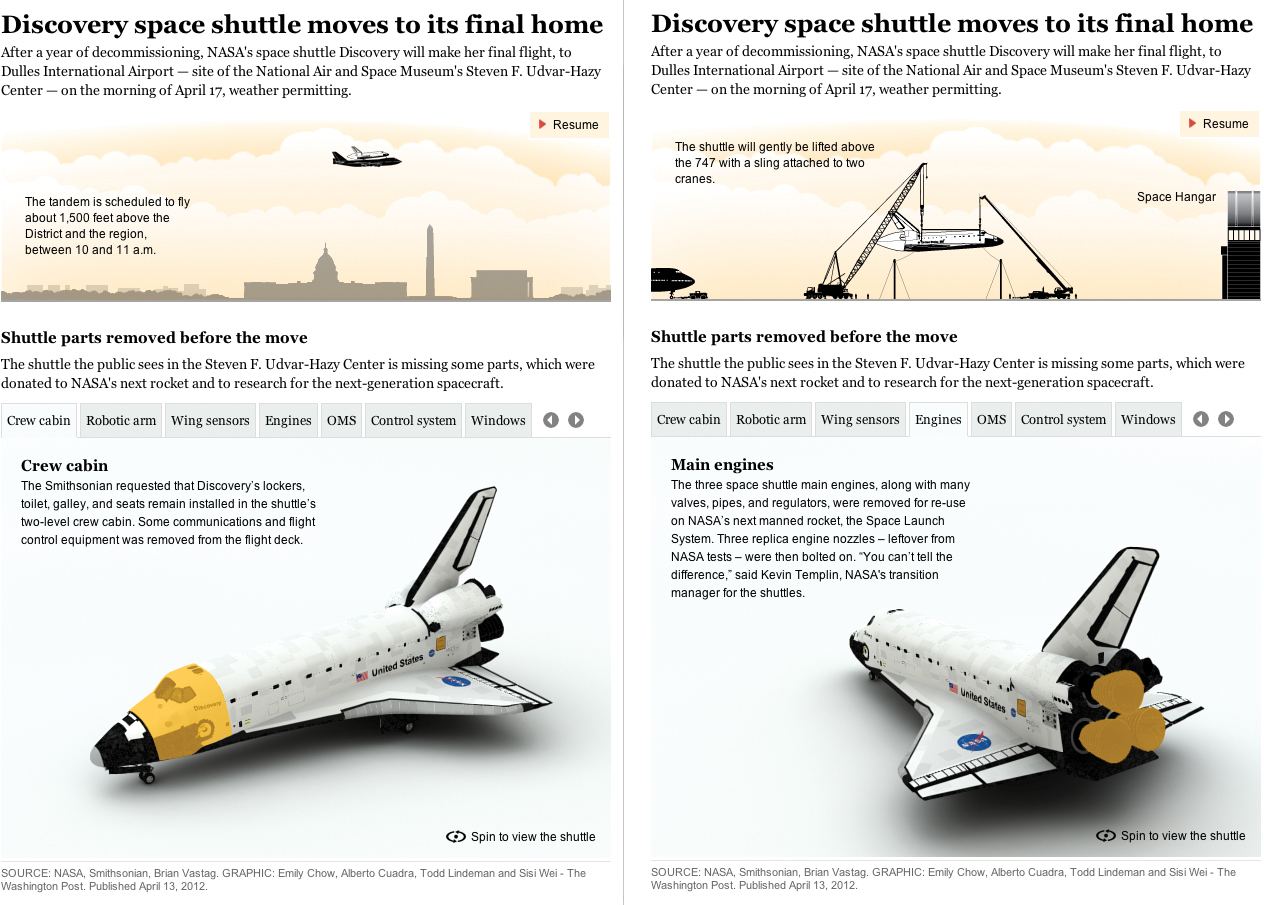 Discovery space shuttle moves to its final home
After a year of decommissioning, NASA's space shuttle Discovery will make her final flight, to
Dulles International Airport — site of the National Air and Space Museum's Steven F. Udvar-Hazy
Center — on the morning of April 17, weather permitting.
Resume
The tandem is scheduled to fly
about 1,500 feet above the
District and the region,
between 10 and 11 a.m.
Shuttle parts removed before the move
The shuttle the public sees in the Steven F. Udvar-Hazy Center is missing some parts, which were
donated to NASA's next rocket and to research for the next-generation spacecraft.
Crew cabin Robotic arm Wing sensors Engines OMS Control system Windows
Crew cabin
The Smithsonian requested that Discovery's lockers,
toilet, galley, and seats remain installed in the shuttle's
two-level crew cabin. Some communications and flight
control equipment was removed from the flight deck.
United States
NASA
Discovery
Spin to view the shuttle
SOURCE: NASA, Smithsonian, Brian Vastag. GRAPHIC: Emily Chow, Alberto Cuadra, Todd Lindeman and Sisi Wei - The
Washington Post. Published April 13, 2012.
Discovery space shuttle moves to its final home
After a year of decommissioning, NASA's space shuttle Discovery will make her final flight, to
Dulles International Airport — site of the National Air and Space Museum's Steven F. Udvar-Hazy
Center — on the morning of April 17, weather permitting.
Resume
The shuttle will gently be lifted above
the 747 with a sling attached to two
cranes.
Space Hangar
Shuttle parts removed before the move
The shuttle the public sees in the Steven F. Udvar-Hazy Center is missing some parts, which were
donated to NASA's next rocket and to research for the next-generation spacecraft.
Crew cabin Robotic arm Wing sensors Engines OMS Control system Windows
Main engines
The three space shuttle main engines, along with many
valves, pipes, and regulators, were removed for re-use
on NASA's next manned rocket, the Space Launch
System. Three replica engine nozzles – leftover from
NASA tests – were then bolted on. “You can't tell the
difference,” said Kevin Templin, NASA's transition
manager for the shuttles.
Discovery
United States
NASA
Spin to view the shuttle
SOURCE: NASA, Smithsonian, Brian Vastag. GRAPHIC: Emily Chow, Alberto Cuadra, Todd Lindeman and Sisi Wei - The
Washington Post. Published April 13, 2012.